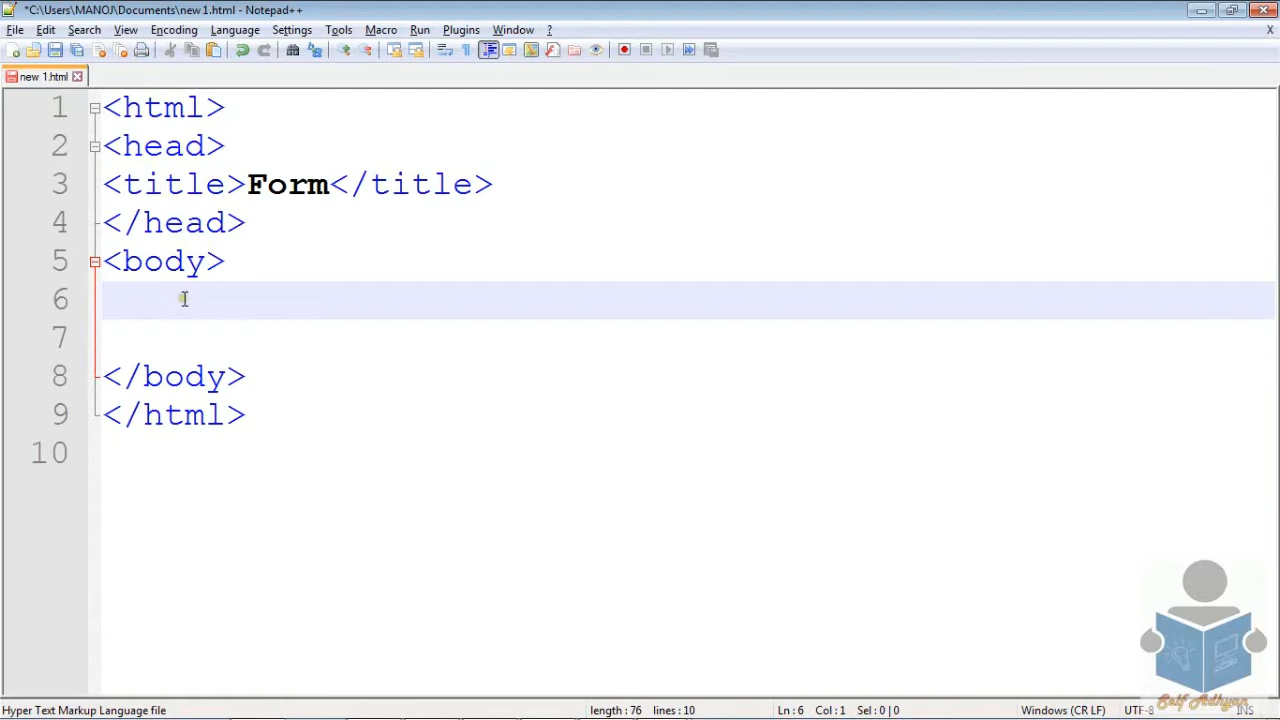 *C:\Users\MANOJ\Documents\new 1.html - Notepad++
File Edit Search View Encoding Language Settings Tools Macro Run Plugins Window ? X
new 1.html
1 <html>
2 <head>
3 <title>Form</title>
4 </head>
5 <body>
6
7
8 </body>
9 </html>
10
Self Adhyan
Hyper Text Markup Language file length : 76 lines : 10 Ln : 6 Col : 1 Sel : 0 | 0 Windows (CR LF) UTF-8 INS